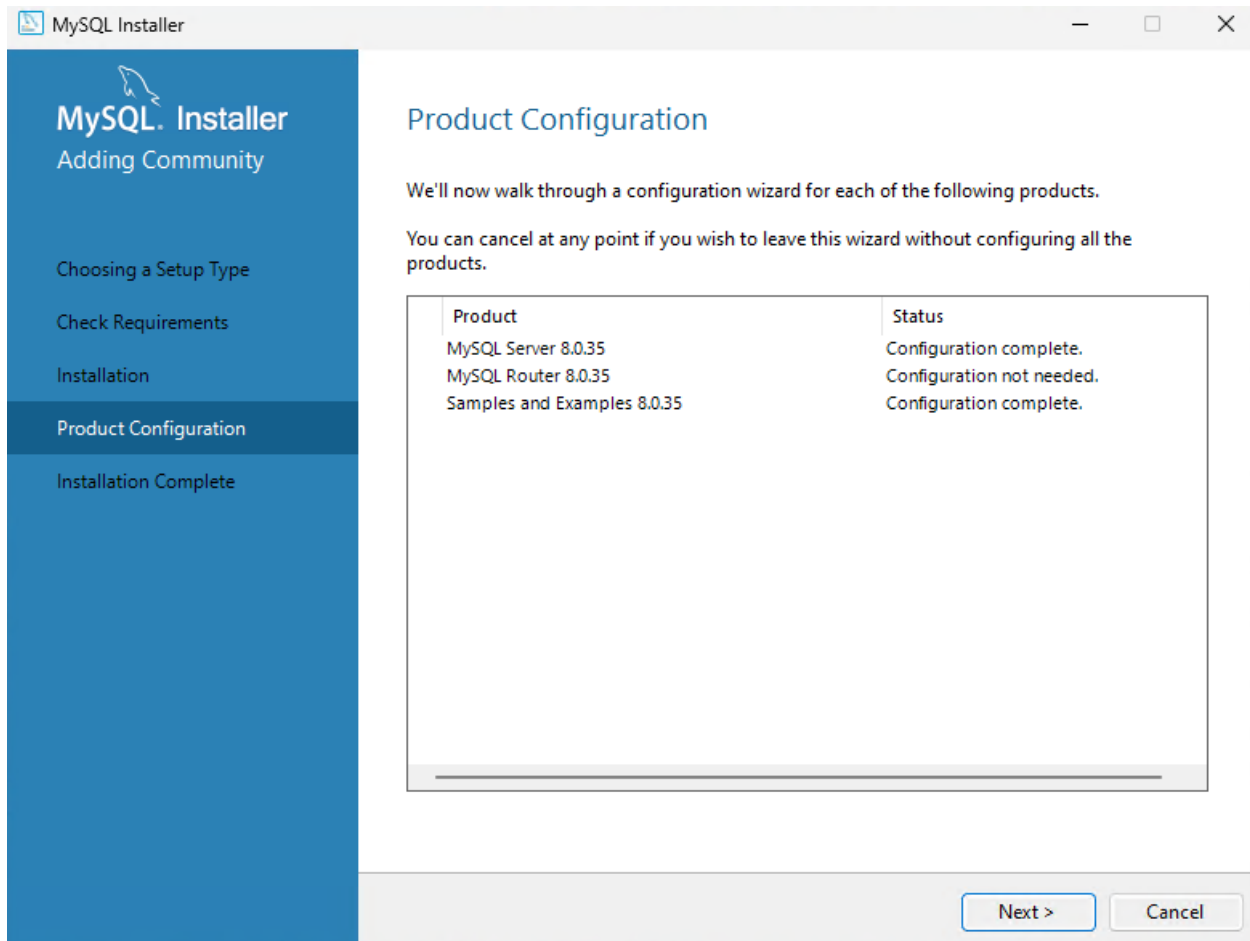 MySQL Installer
MySQL. Installer
Adding Community
Choosing a Setup Type
Check Requirements
Installation
Product Configuration
Installation Complete
Product Configuration
We'll now walk through a configuration wizard for each of the following products.
You can cancel at any point if you wish to leave this wizard without configuring all the
products.
Product Status
MySQL Server 8.0.35 Configuration complete.
MySQL Router 8.0.35 Configuration not needed.
Samples and Examples 8.0.35 Configuration complete.
Next > Cancel